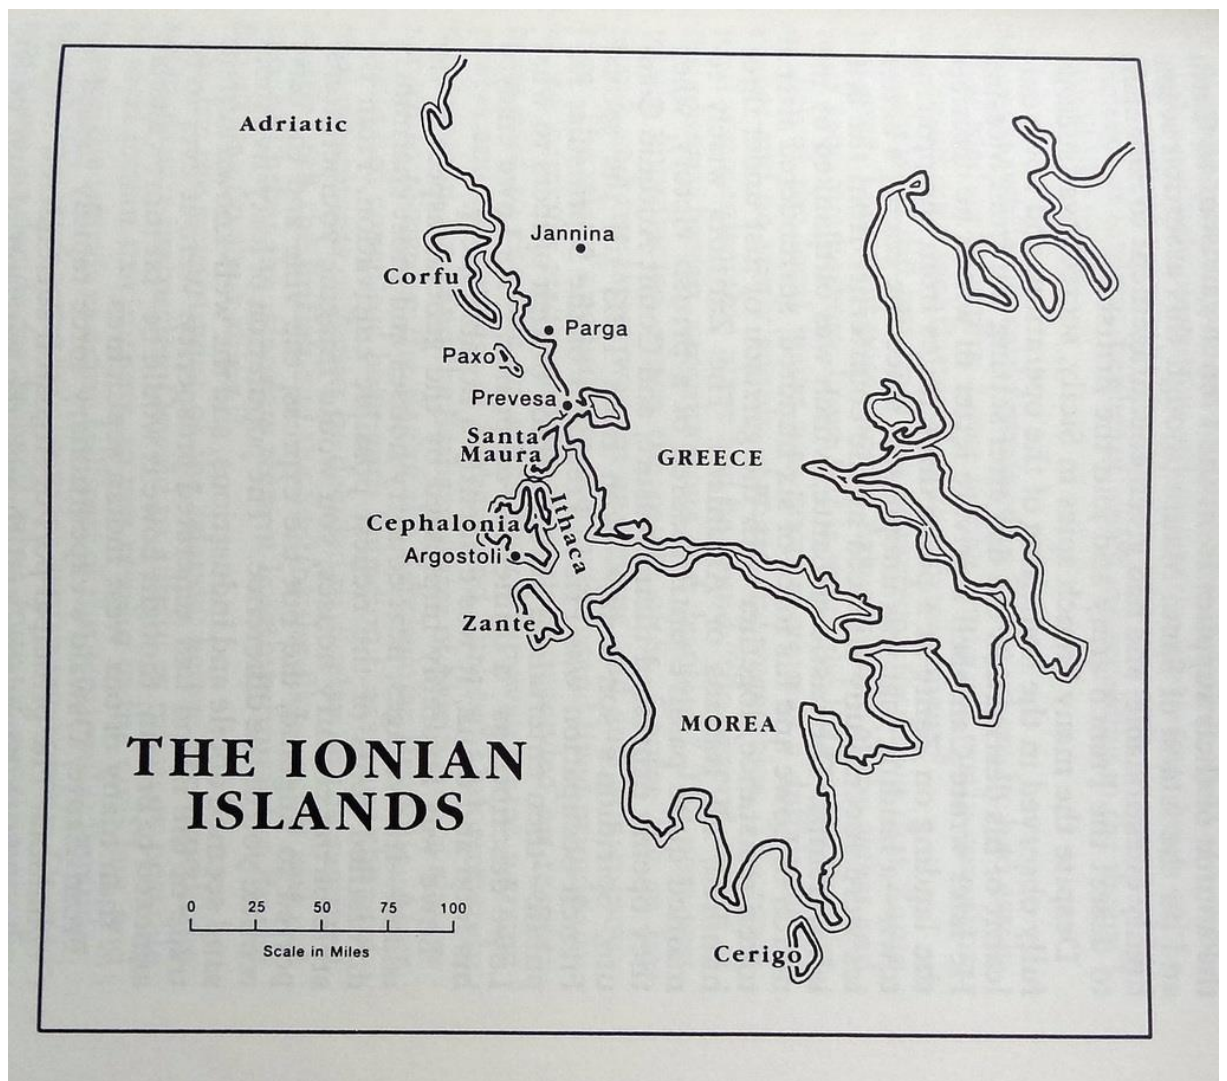 Adriatic
Jannina
Corfu
Parga
Paxo
Prevesa
Santa
Maura
GREECE
Ithaca
Cephalonia
Argostoli
Zante
MOREA
THE IONIAN
ISLANDS
0 25 50 75 100
Scale in Miles
Cerigo